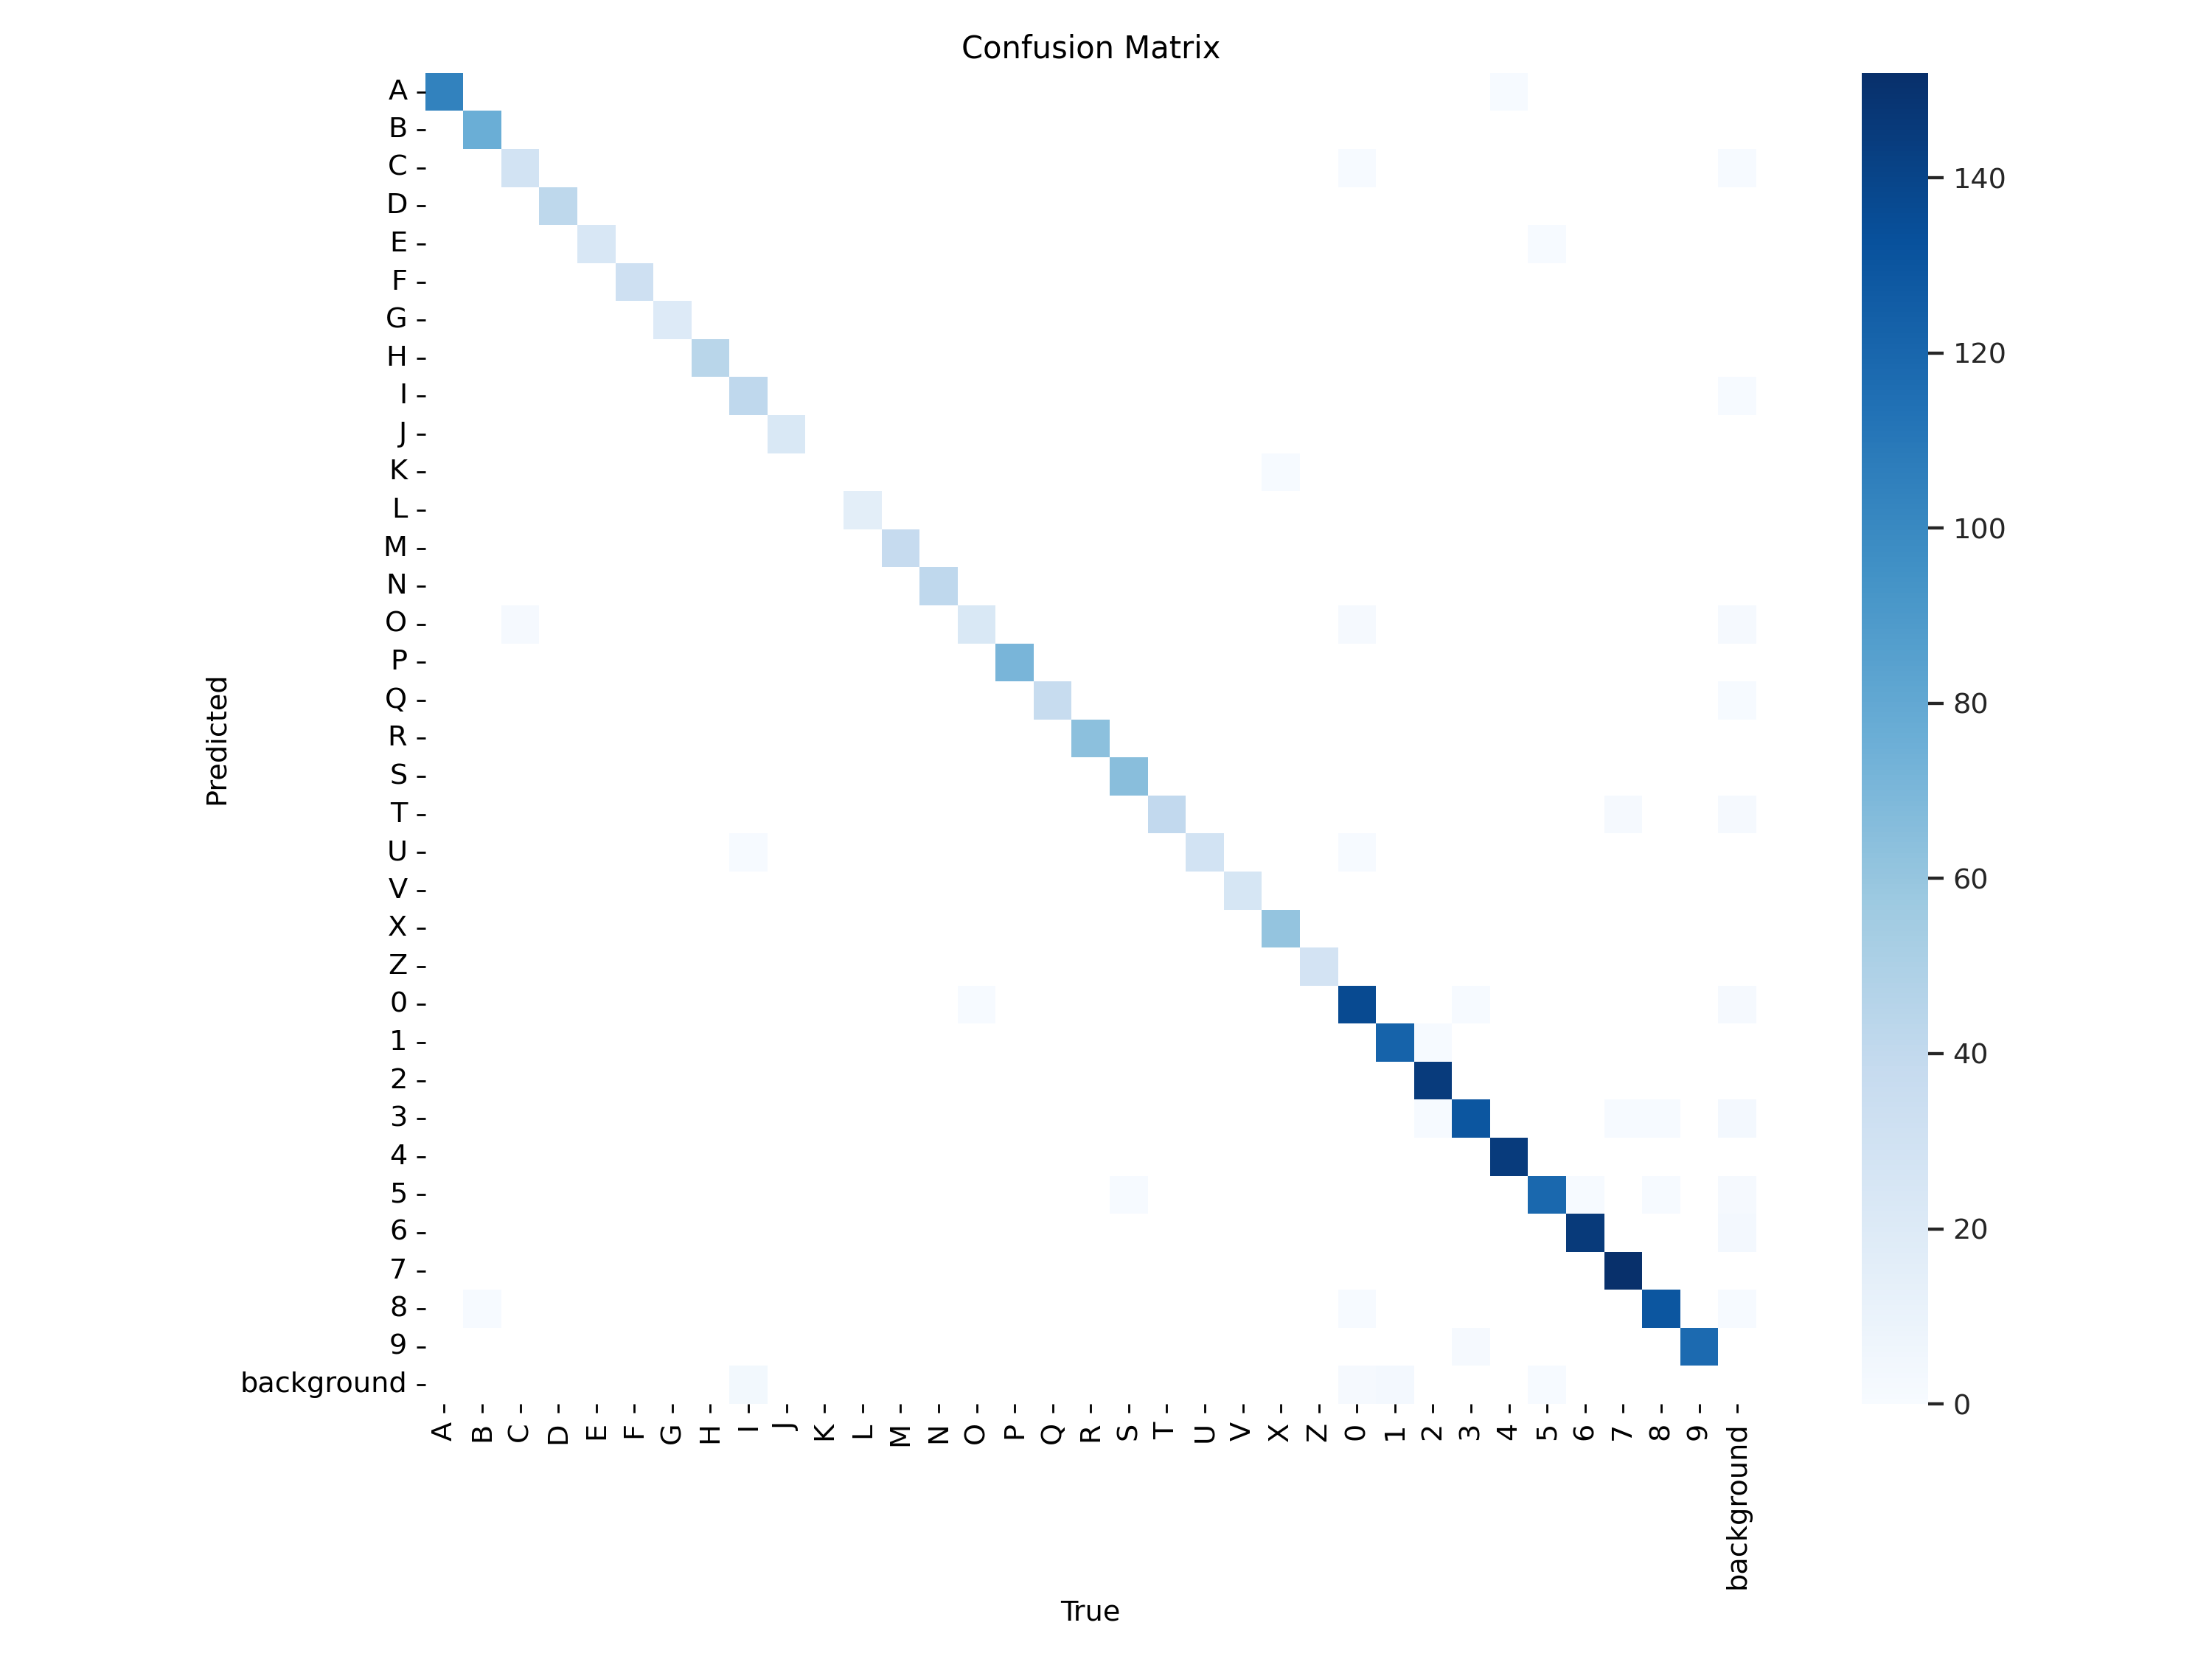 Confusion Matrix
A
B
C
D
E
F
G
H
I
J
K
L
M
N
O
P
Q
R
S
T
U
V
X
Z
0
1
2
3
4
5
6
7
8
9
background
Predicted
A B C D E F G H I J K L M N O P Q R S T U V X Z 0 1 2 3 4 5 6 7 8 9 background
True
140
120
100
80
60
40
20
0